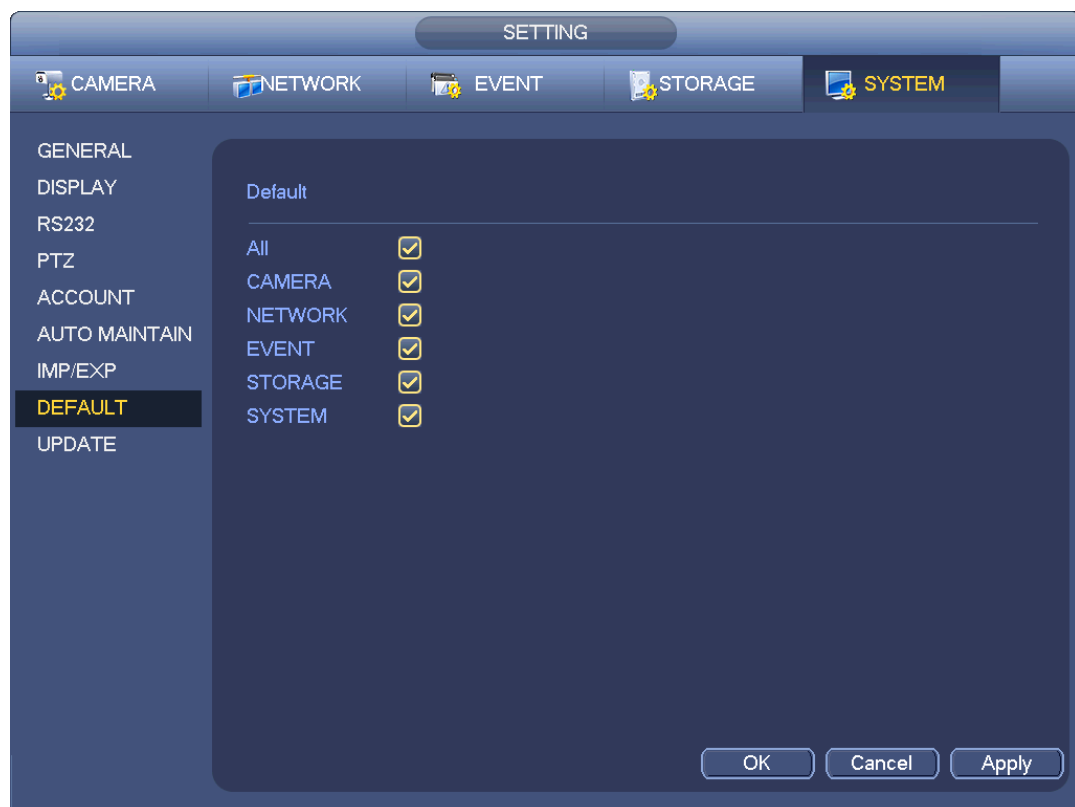 SETTING
CAMERA NETWORK EVENT STORAGE SYSTEM
GENERAL
DISPLAY
RS232
PTZ
ACCOUNT
AUTO MAINTAIN
IMP/EXP
DEFAULT
UPDATE
Default
All
CAMERA
NETWORK
EVENT
STORAGE
SYSTEM
OK Cancel Apply